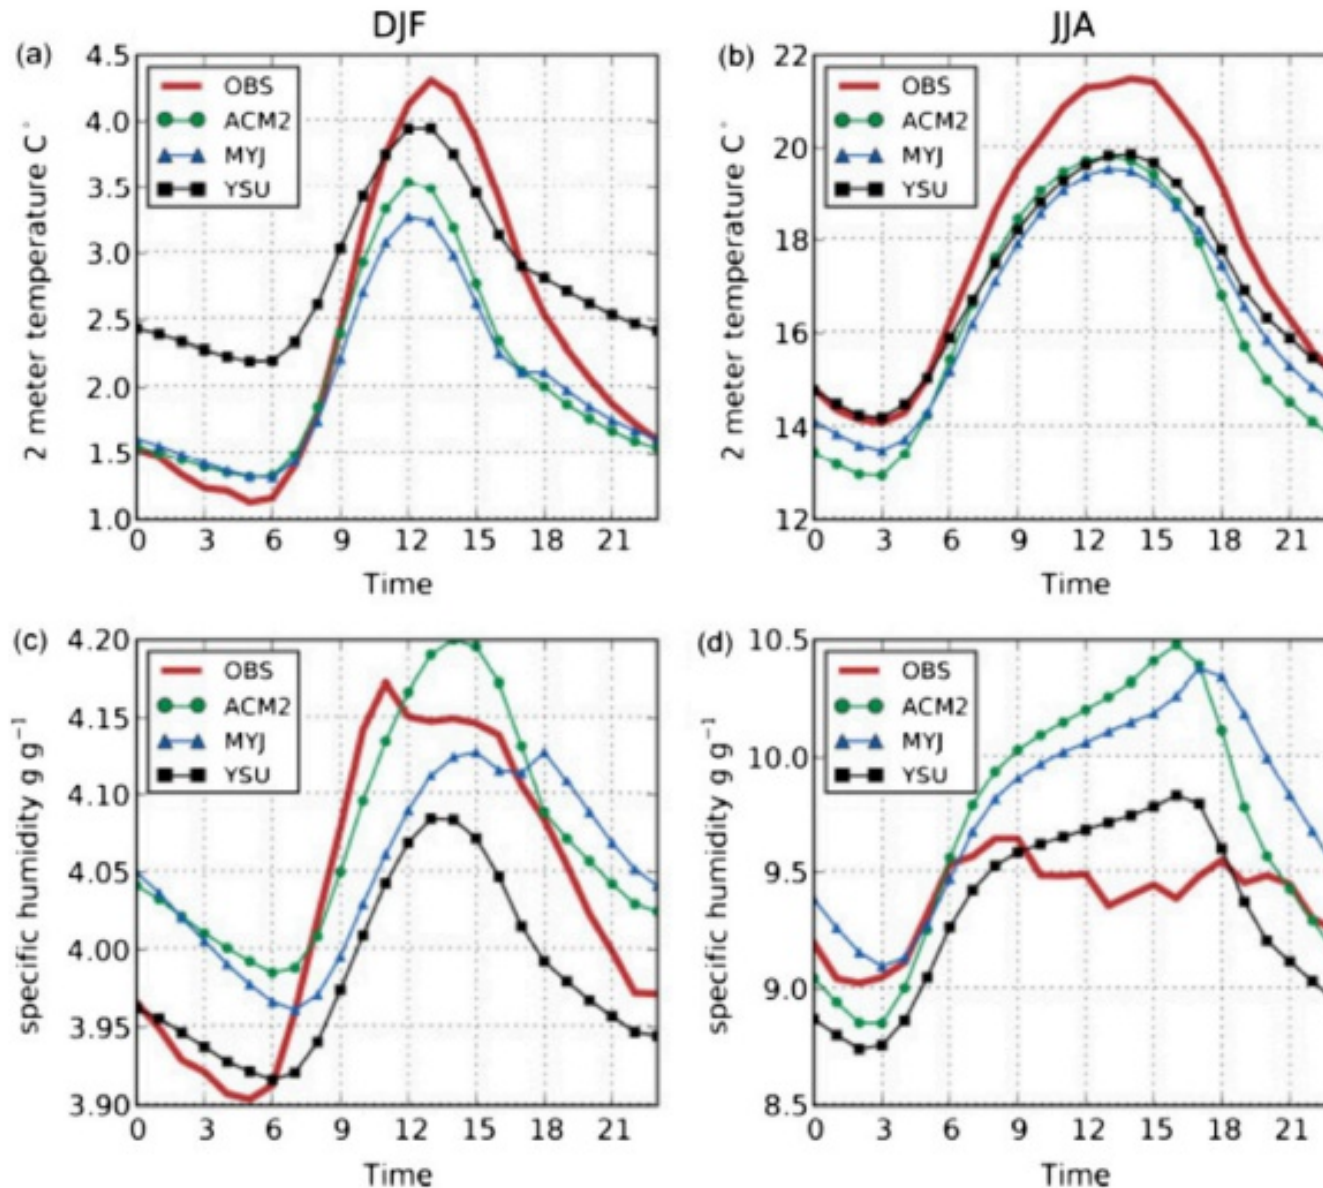 DJF
JJA
(a)
4.5
4.0
3.5
3.0
2.5
2.0
1.5
1.0
2 meter temperature C°
OBS
ACM2
MYJ
YSU
0 3 6 9 12 15 18 21
Time
(b)
22
20
18
16
14
12
2 meter temperature C°
OBS
ACM2
MYJ
YSU
0 3 6 9 12 15 18 21
Time
(c)
4.20
4.15
4.10
4.05
4.00
3.95
3.90
specific humidity g g⁻¹
OBS
ACM2
MYJ
YSU
0 3 6 9 12 15 18 21
Time
(d)
10.5
10.0
9.5
9.0
8.5
specific humidity g g⁻¹
OBS
ACM2
MYJ
YSU
0 3 6 9 12 15 18 21
Time